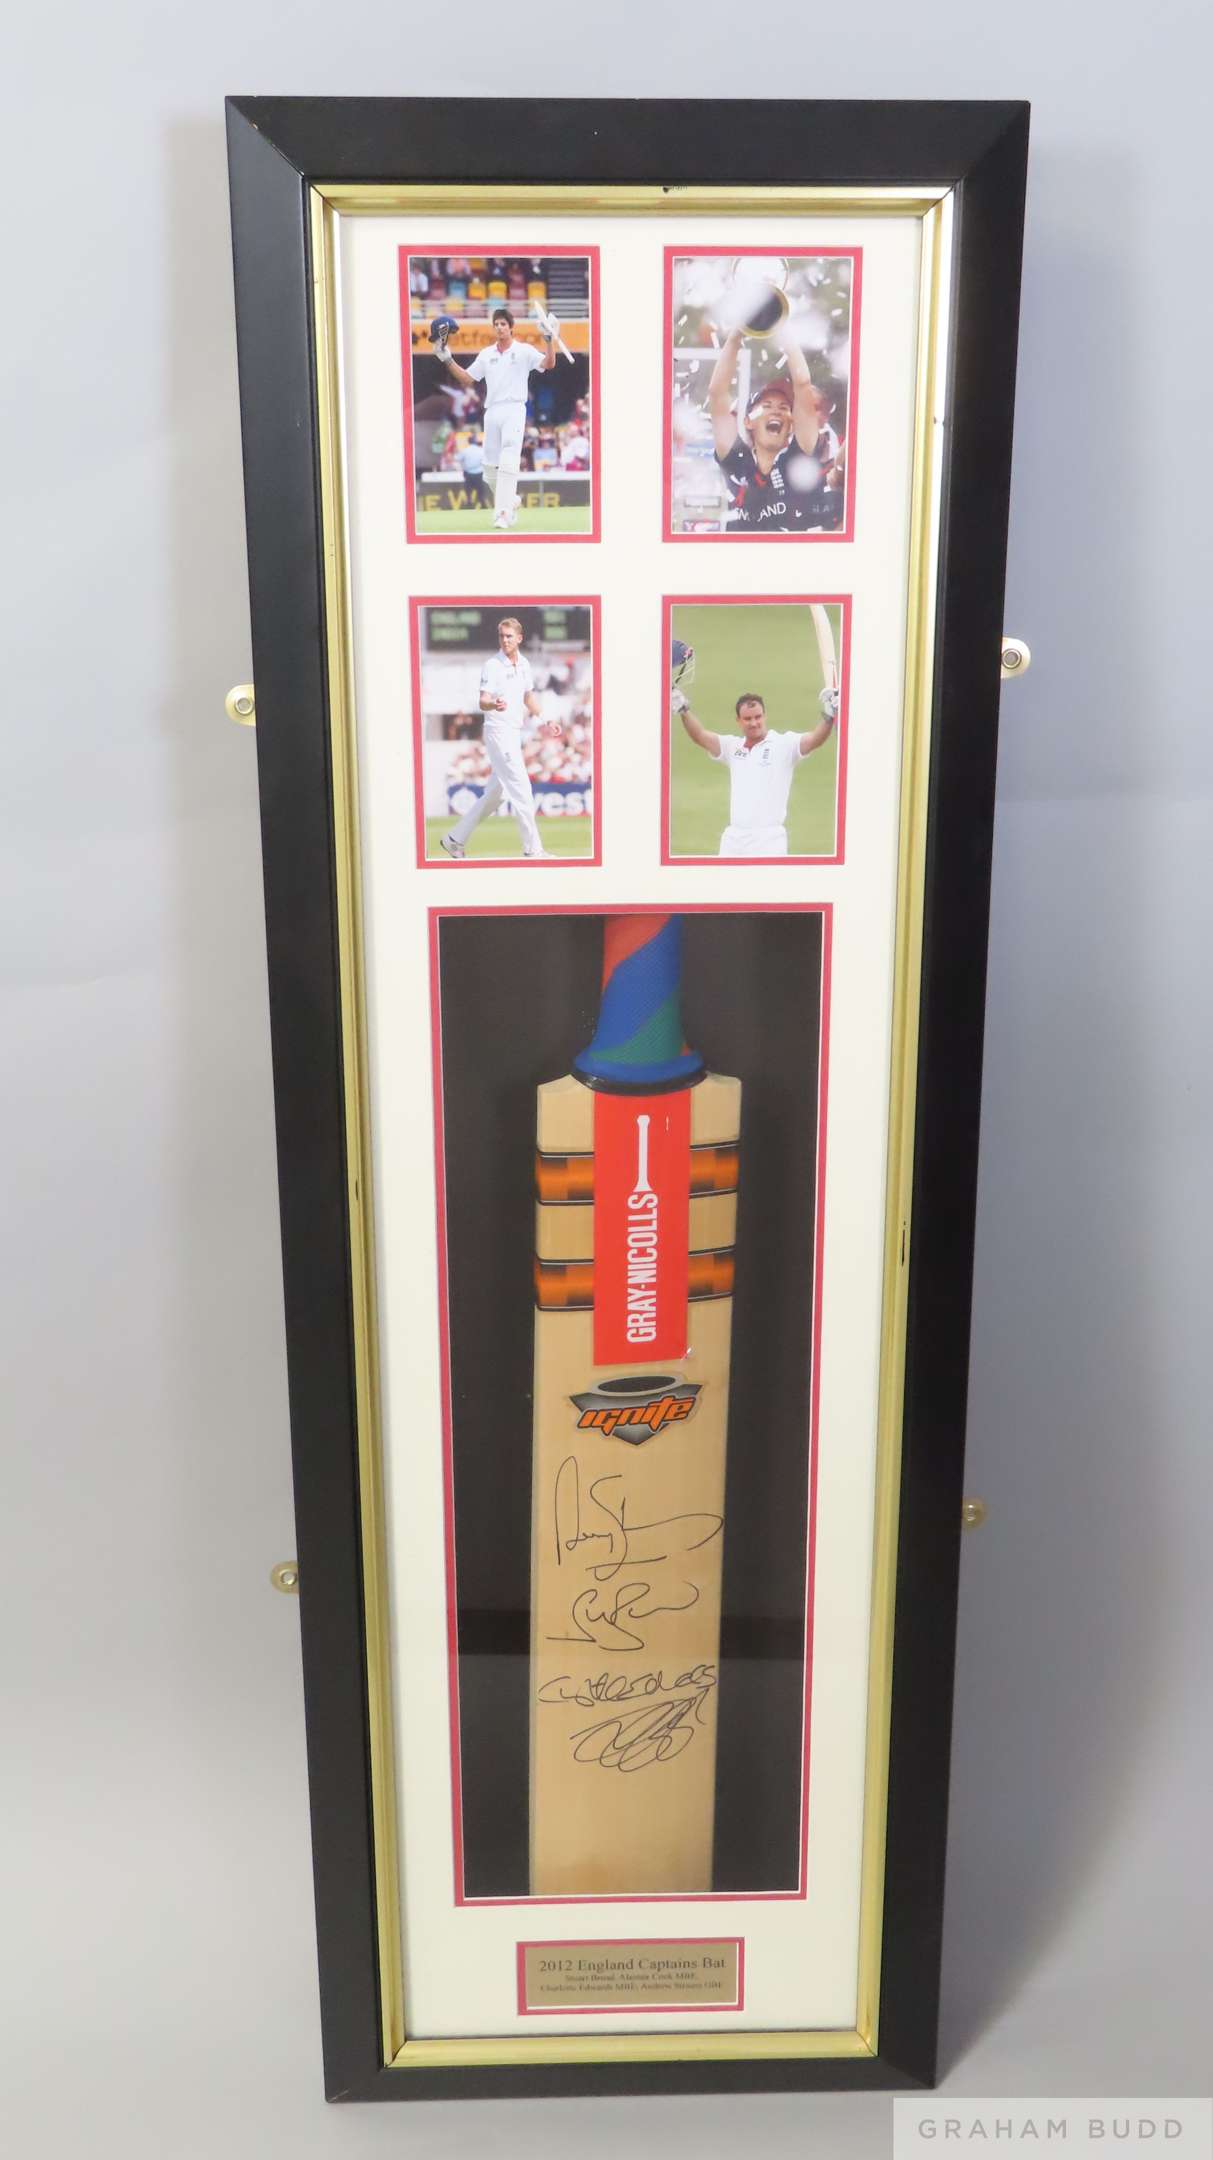 ENGLAND
GRAY-NICOLLS
ignite
2012 England Captains Bat
Stuart Broad, Alastair Cook MBE,
Charlotte Edwards MBE, Andrew Strauss OBE
GRAHAM BUDD